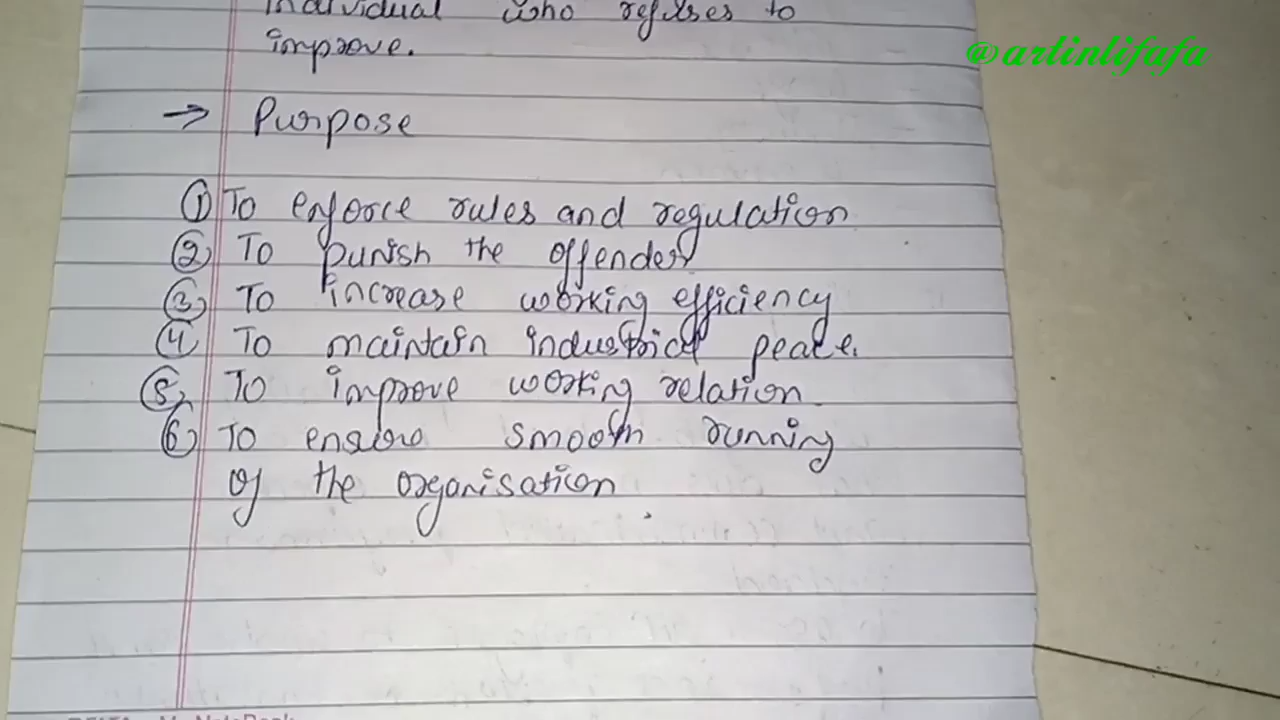 individual who refuses to
improve.
@artinlifafa
→ Purpose
① To enforce rules and regulation
② To punish the offender
③ To increase working efficiency
④ To maintain industrial peace.
⑤ To improve working relation
⑥ To ensure smooth running
of the organisation.